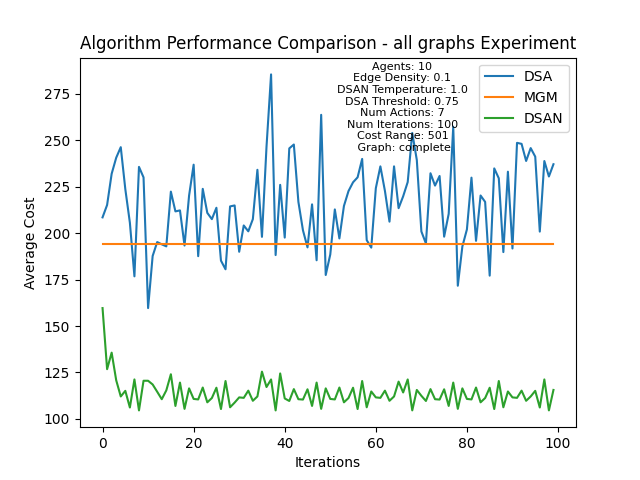 Algorithm Performance Comparison - all graphs Experiment
Agents: 10
Edge Density: 0.1
DSAN Temperature: 1.0
DSA Threshold: 0.75
Num Actions: 7
Num Iterations: 100
Cost Range: 501
Graph: complete
DSA
MGM
DSAN
Average Cost
275
250
225
200
175
150
125
100
0
20
40
60
80
100
Iterations